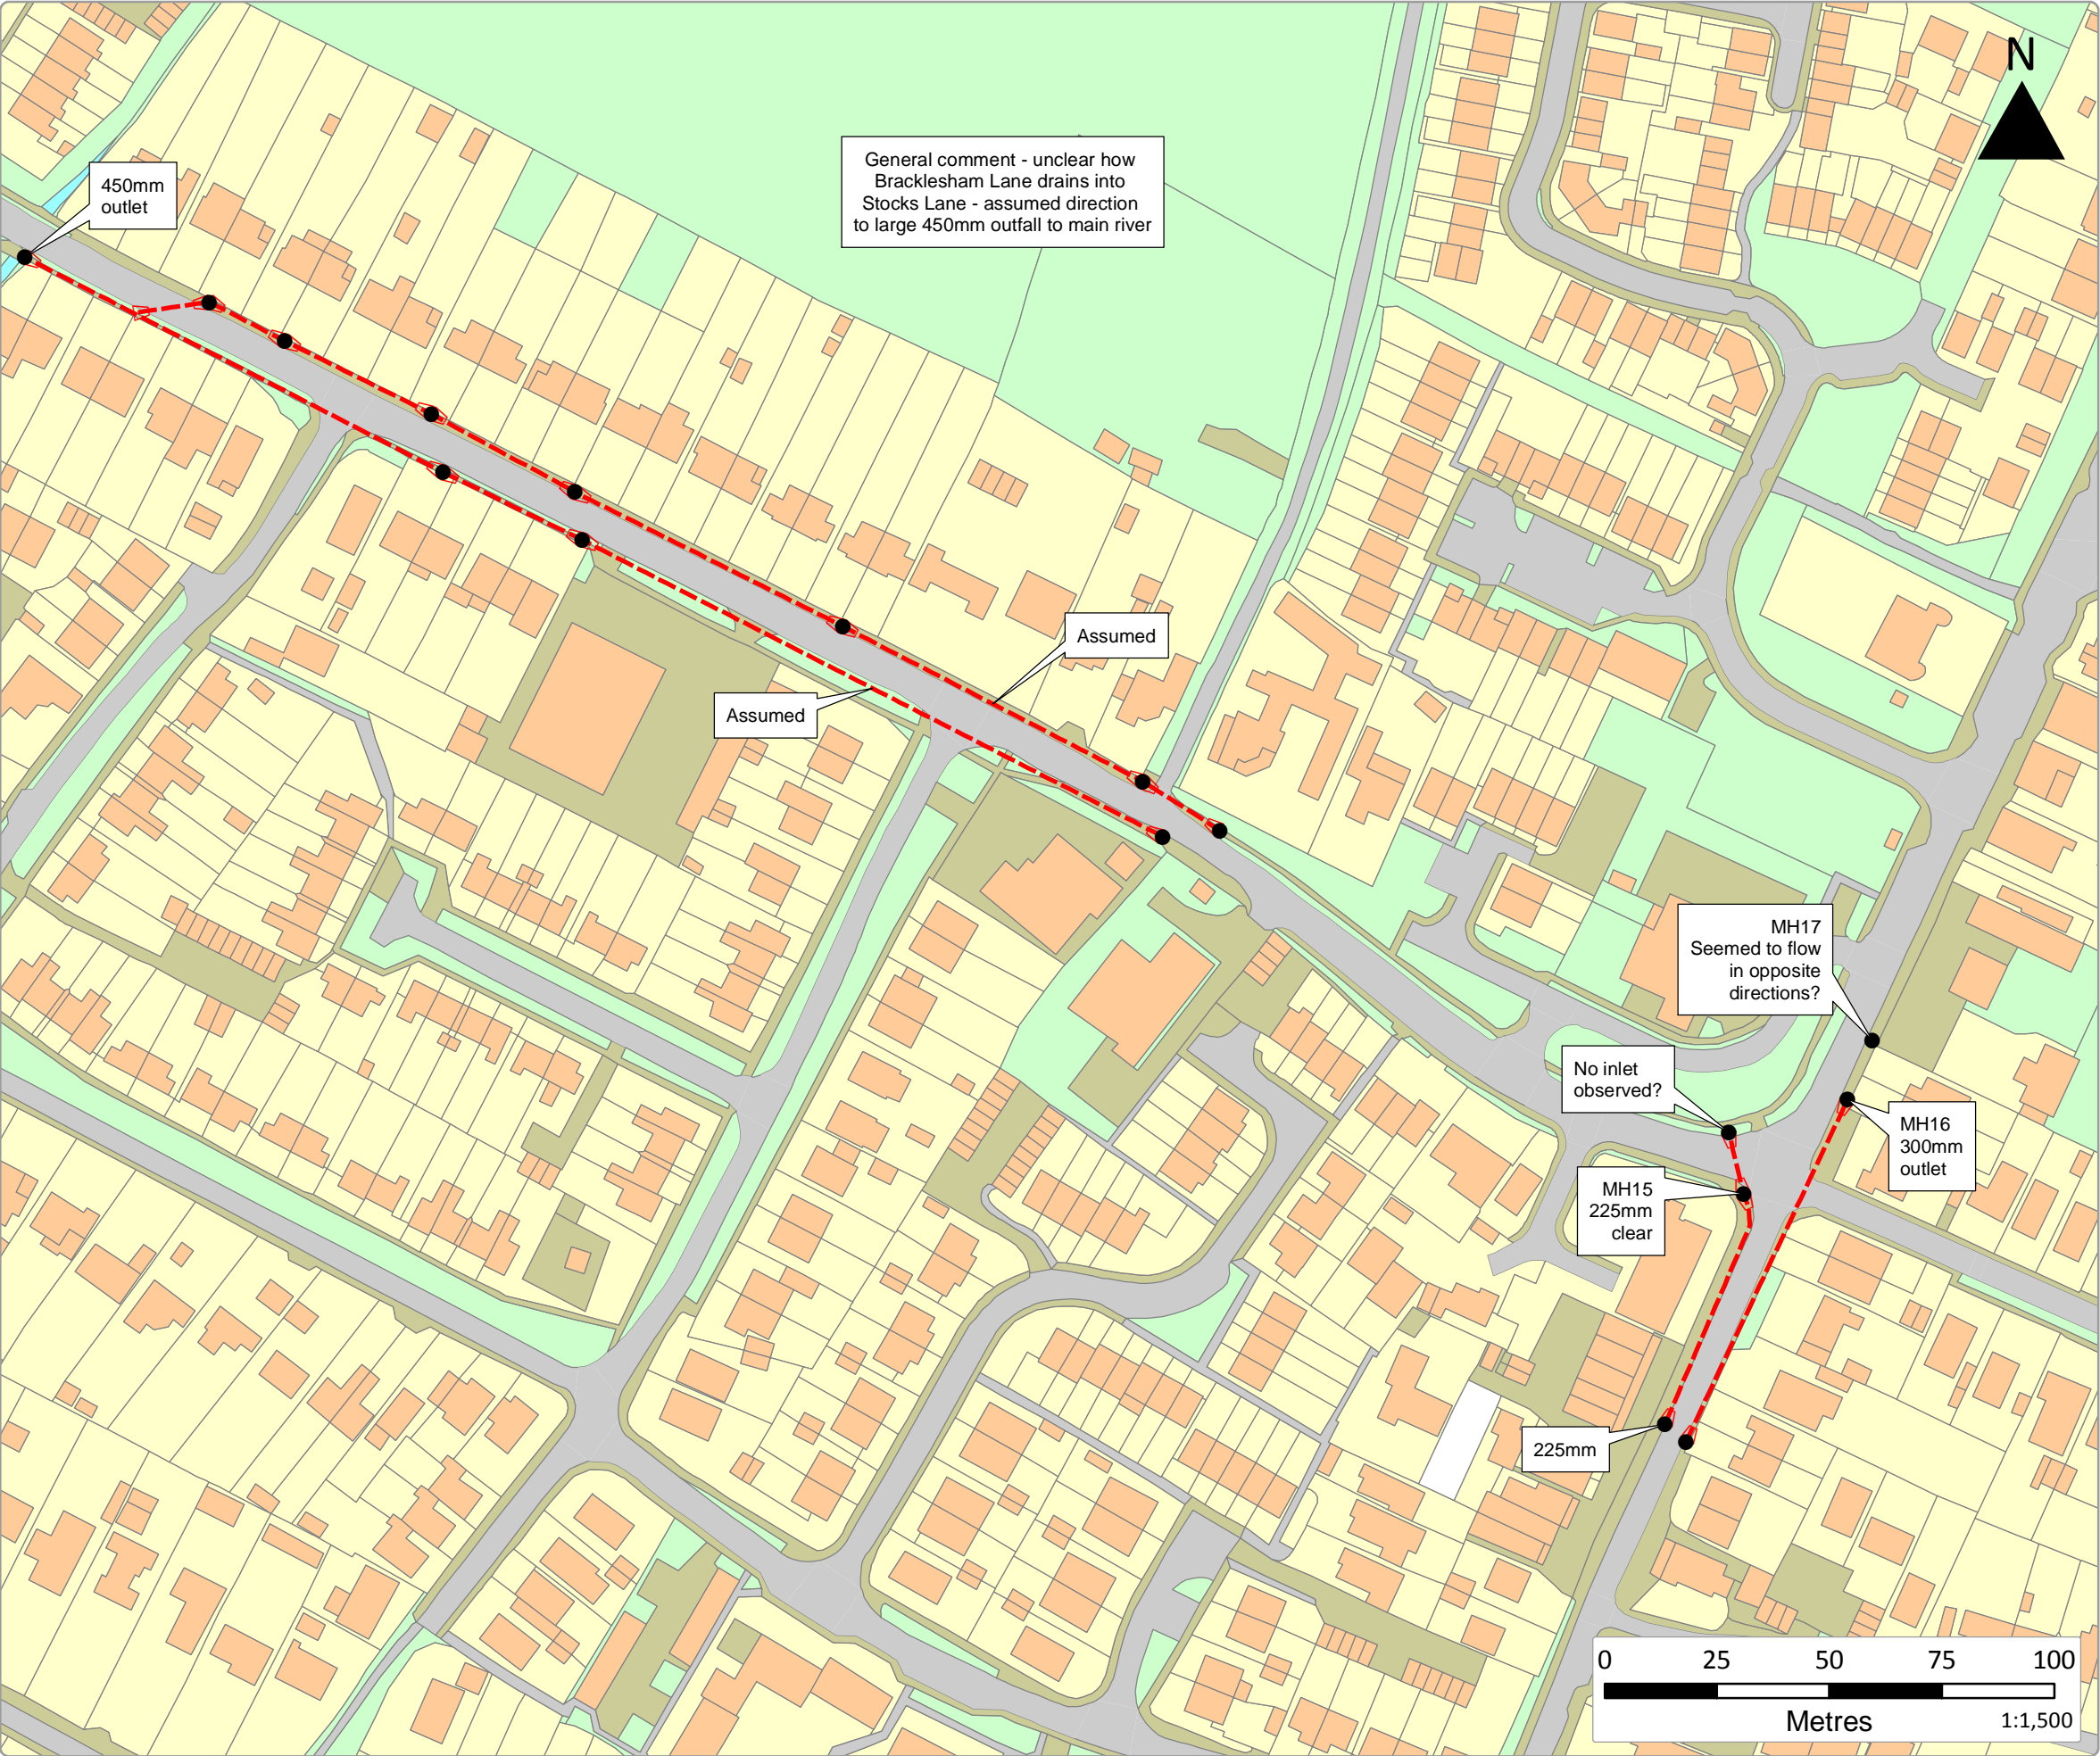 N
General comment - unclear how
Bracklesham Lane drains into
Stocks Lane - assumed direction
to large 450mm outfall to main river
450mm
outlet
Assumed
Assumed
MH17
Seemed to flow
in opposite
directions?
No inlet
observed?
MH16
300mm
outlet
MH15
225mm
clear
225mm
0 25 50 75 100
Metres
1:1,500